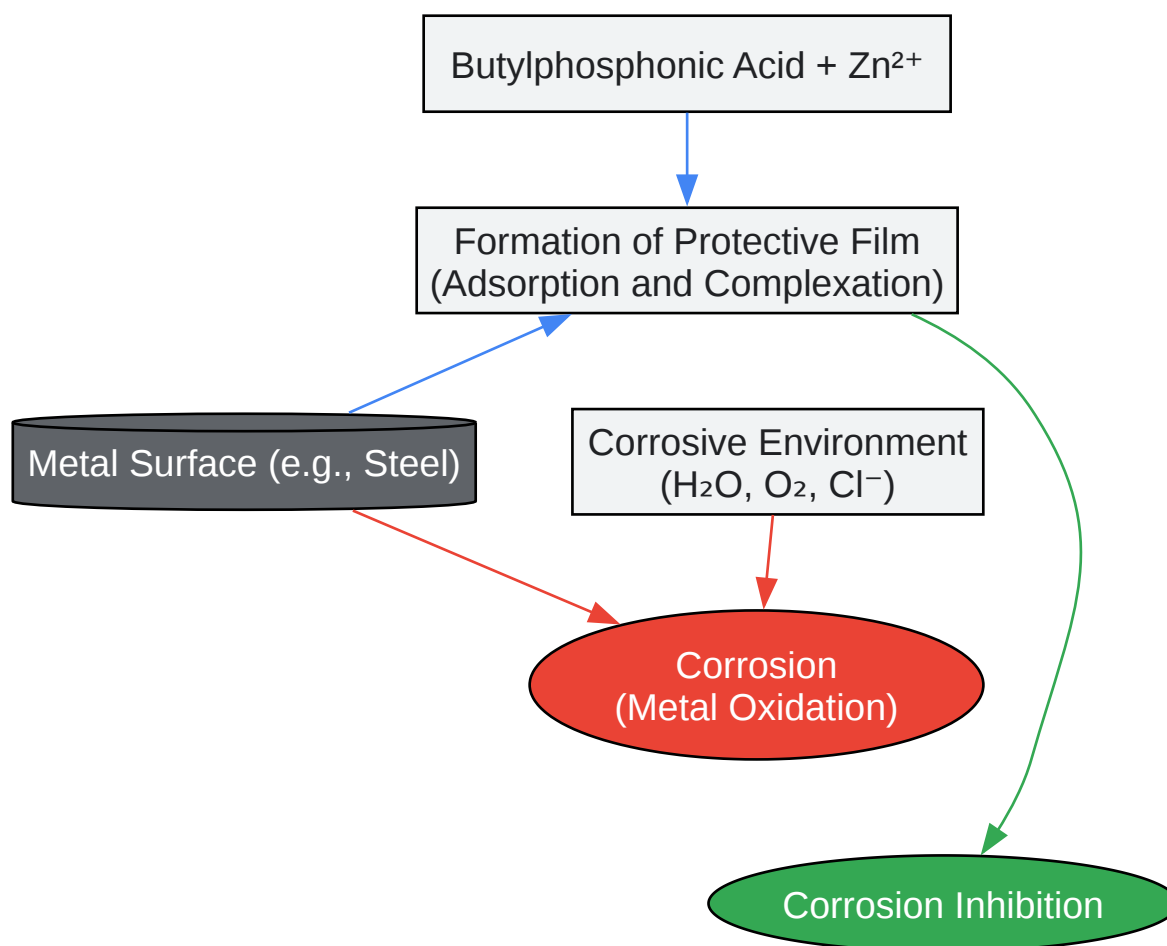 Butylphosphonic Acid + Zn²⁺
Formation of Protective Film
(Adsorption and Complexation)
Metal Surface (e.g., Steel)
Corrosive Environment
(H₂O, O₂, Cl⁻)
Corrosion
(Metal Oxidation)
Corrosion Inhibition